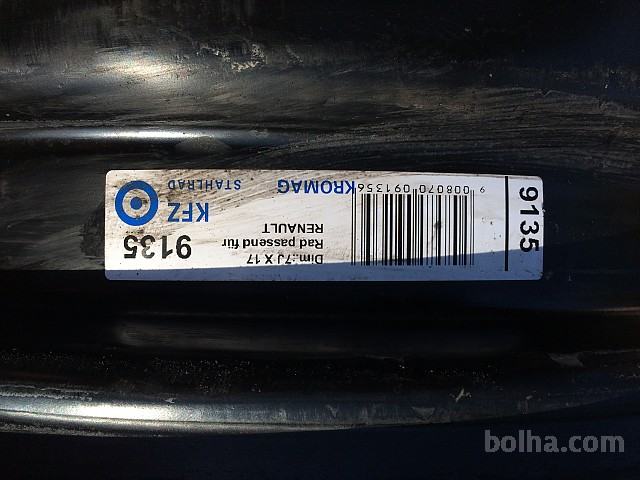 KFZ
STAHLRAD
KROMAG
9135
Rad passend für
RENAULT
Dim.:7J X 17
9 008070 091356
9135
bolha.com